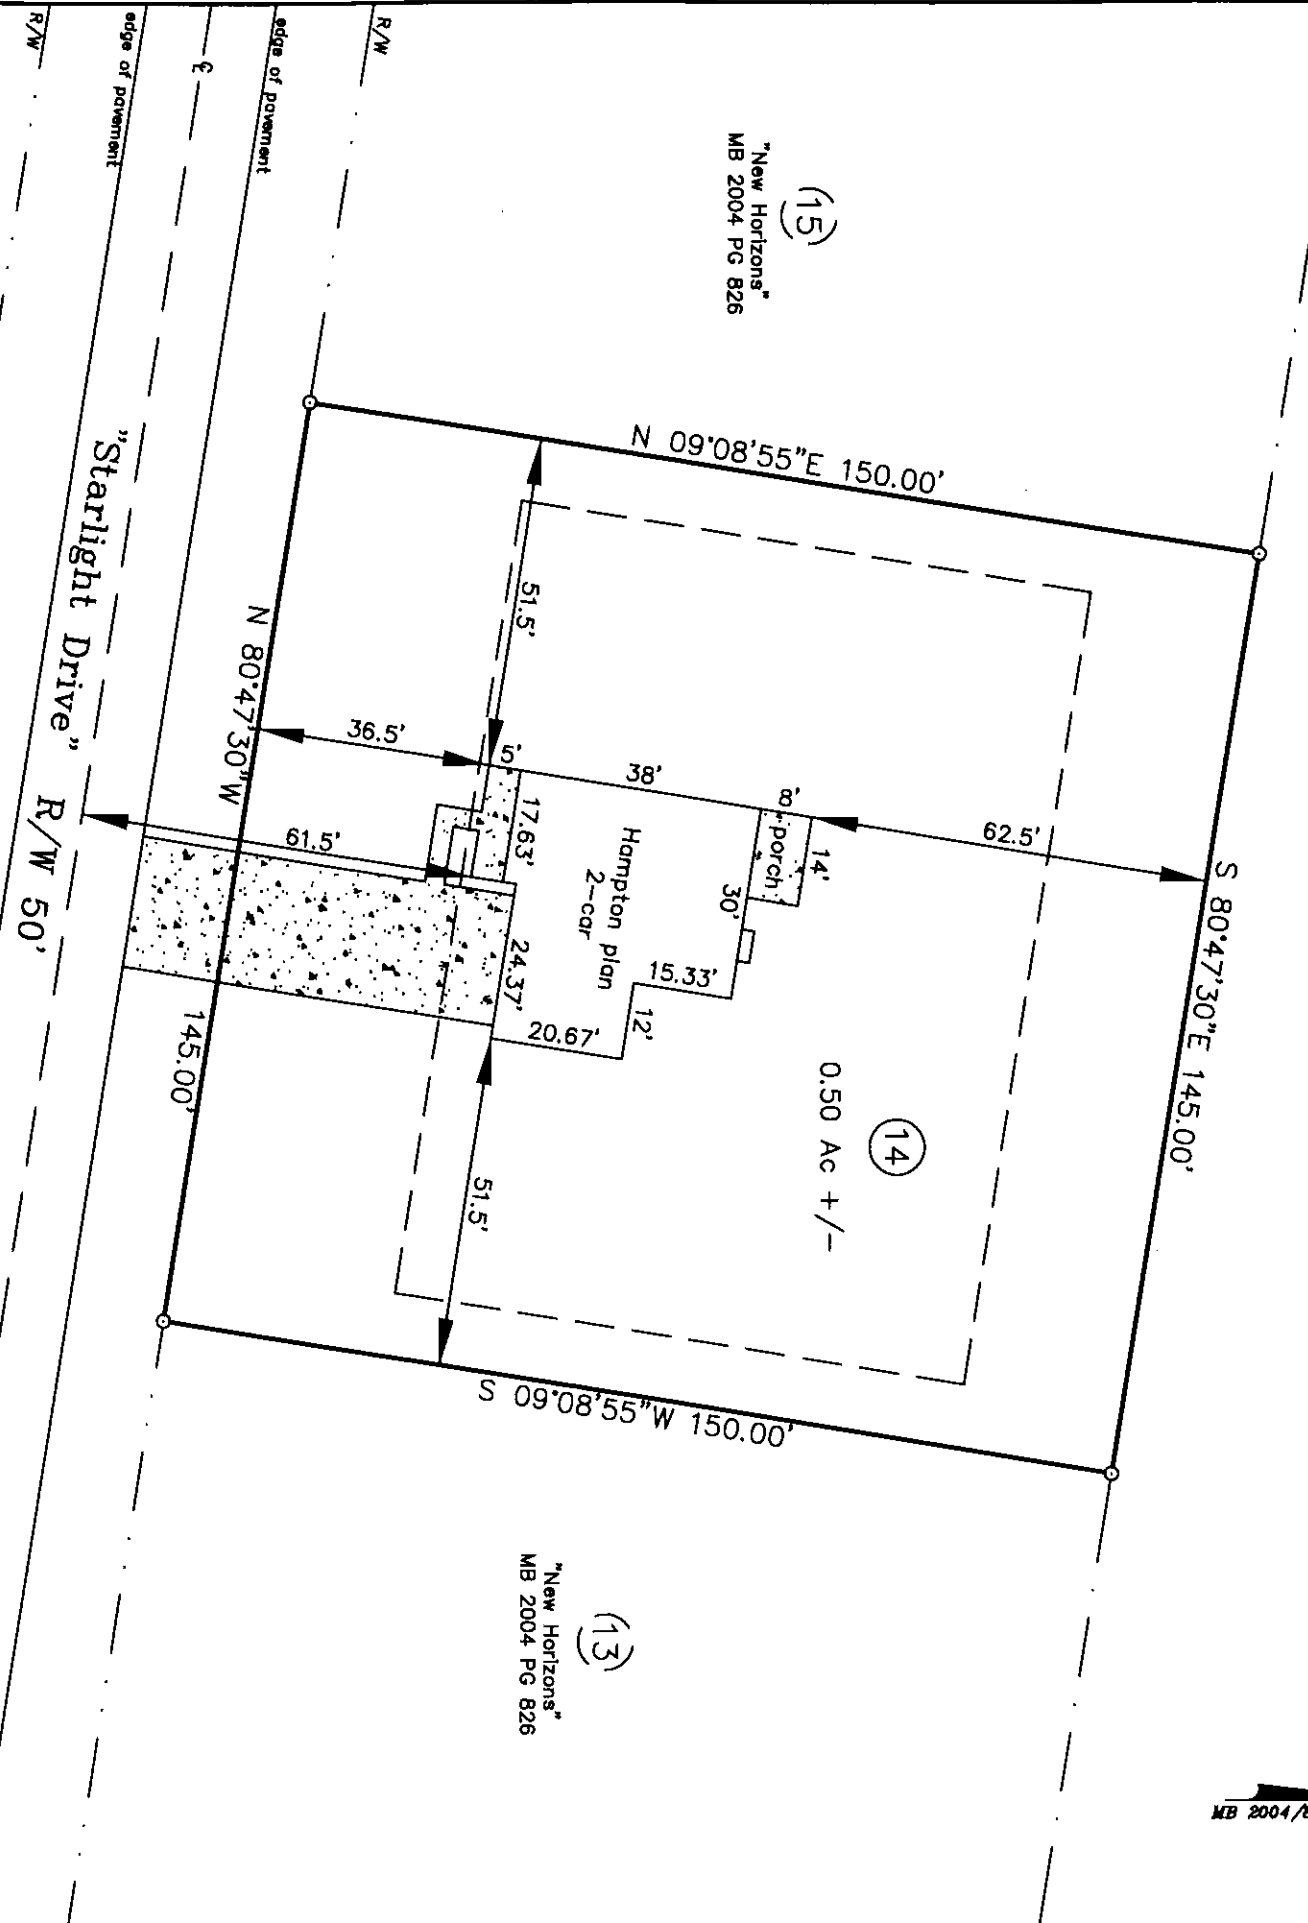 R/W
edge of pavement
℄
edge of pavement
R/W
(15)
"New Horizons"
MB 2004 PG 826
N 09°08'55"E 150.00'
S 80°47'30"E 145.00'
51.5'
36.5'
5'
38'
8'
62.5'
porch
14'
17.63'
30'
Hampton plan
2-car
15.33'
12'
24.37'
20.67'
61.5'
N 80°47'30"W
145.00'
14
0.50 Ac +/-
51.5'
S 09°08'55"W 150.00'
"Starlight Drive" R/W 50'
(13)
"New Horizons"
MB 2004 PG 826
MB